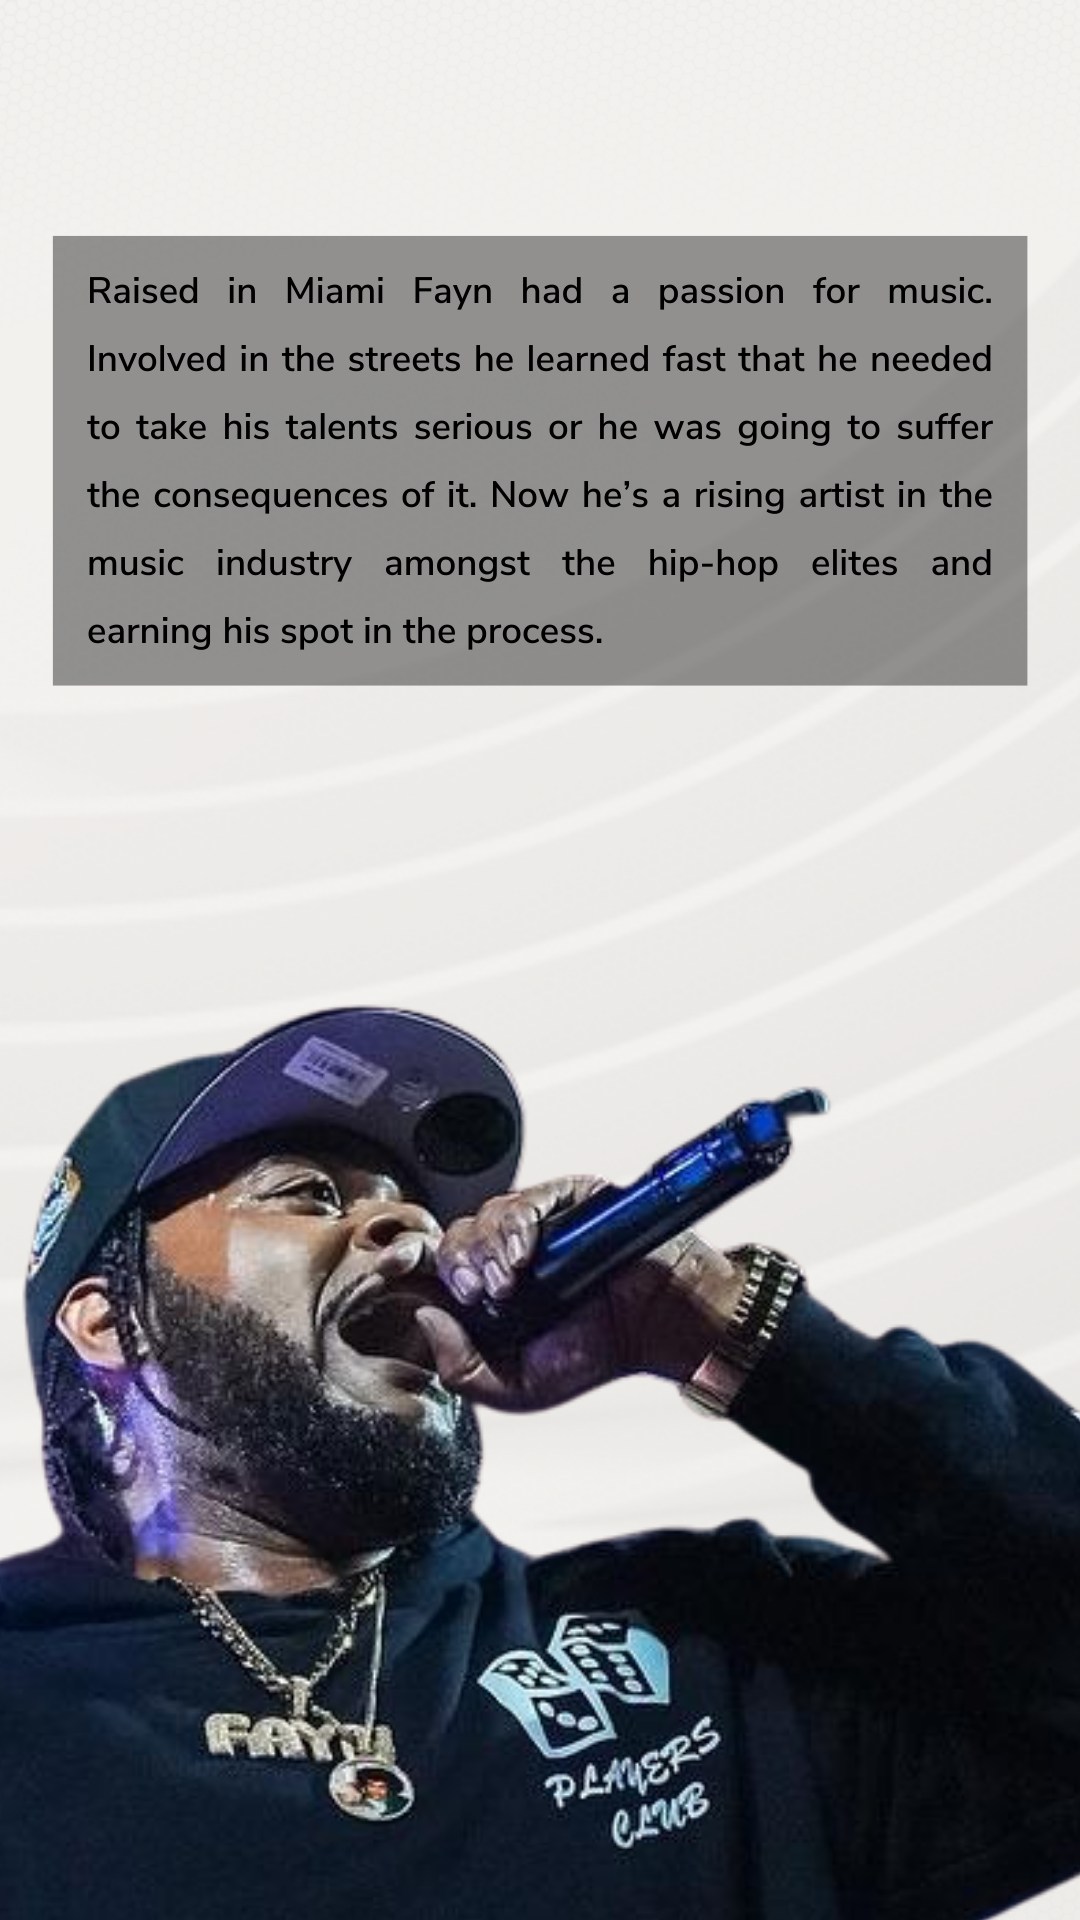 Raised in Miami Fayn had a passion for music.
Involved in the streets he learned fast that he needed
to take his talents serious or he was going to suffer
the consequences of it. Now he’s a rising artist in the
music industry amongst the hip-hop elites and
earning his spot in the process.
FAYN
PLAYERS
CLUB